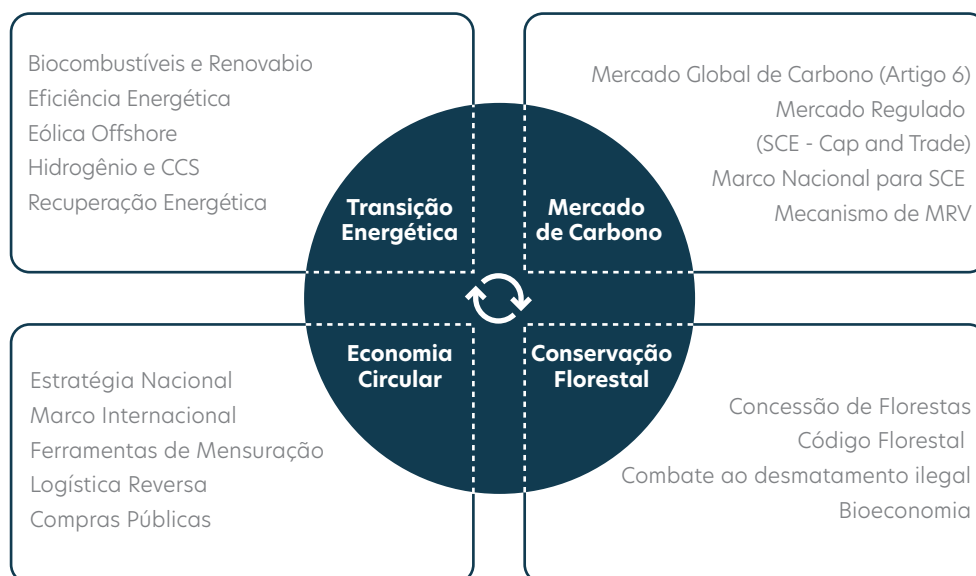 Biocombustíveis e Renovabio
Eficiência Energética
Eólica Offshore
Hidrogênio e CCS
Recuperação Energética
Transição
Energética
Mercado Global de Carbono (Artigo 6)
Mercado Regulado
(SCE - Cap and Trade)
Marco Nacional para SCE
Mecanismo de MRV
Mercado
de Carbono
Economia
Circular
Estratégia Nacional
Marco Internacional
Ferramentas de Mensuração
Logística Reversa
Compras Públicas
Conservação
Florestal
Concessão de Florestas
Código Florestal
Combate ao desmatamento ilegal
Bioeconomia